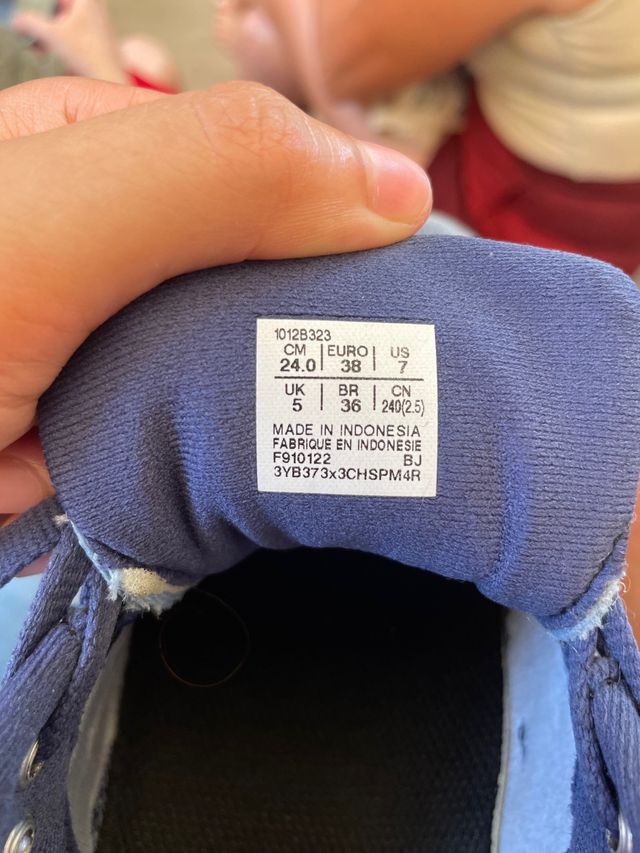 1012B323
CM | EURO | US
24.0 | 38 | 7
UK | BR | CN
5 | 36 | 240(2.5)
MADE IN INDONESIA
FABRIQUE EN INDONESIE
F910122 BJ
3YB373x3CHSPM4R